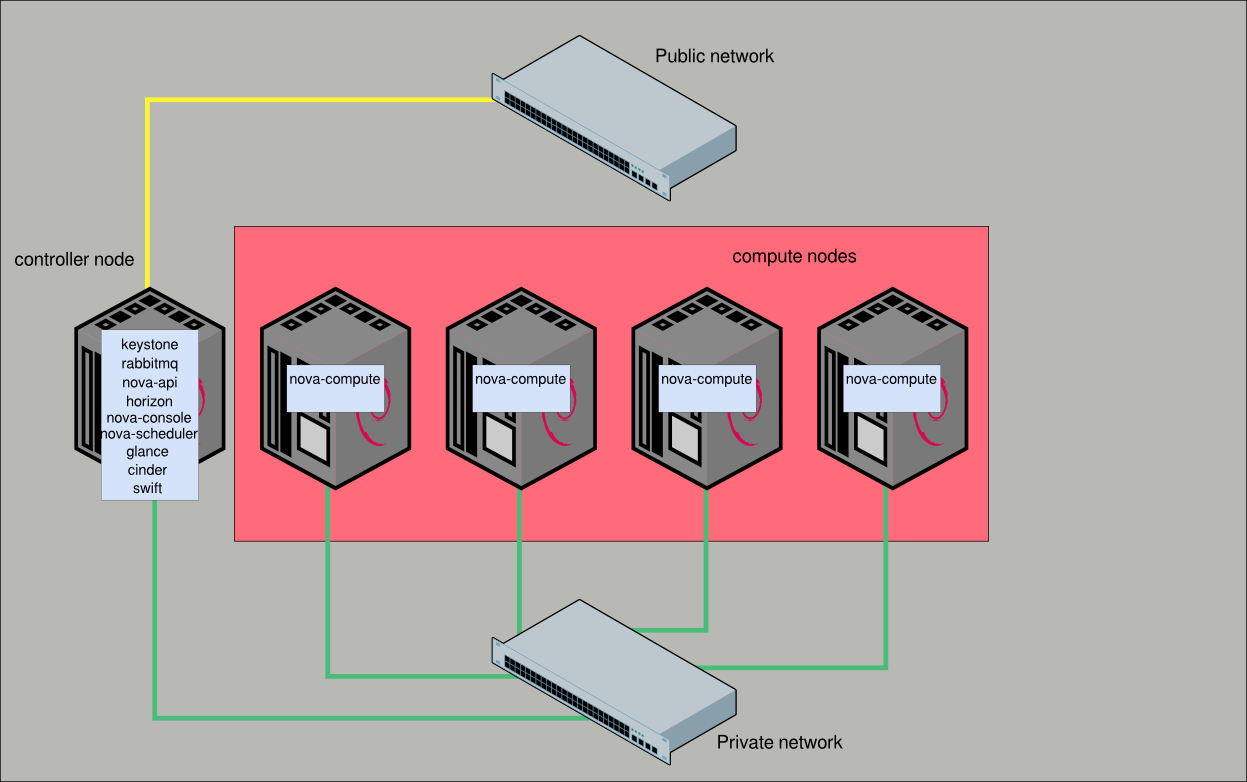 Public network
controller node
compute nodes
keystone
rabbitmq
nova-api
horizon
nova-console
nova-scheduler
glance
cinder
swift
nova-compute
nova-compute
nova-compute
nova-compute
Private network